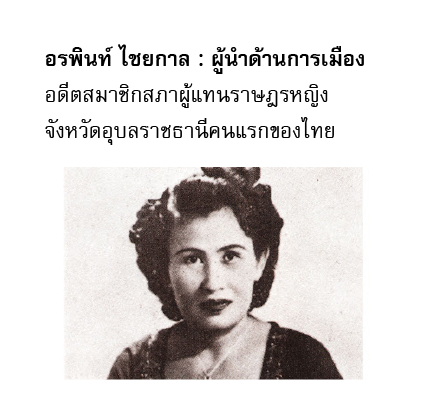 อรพินท์ ไชยกาล : ผู้นำด้านการเมือง
อดีตสมาชิกสภาผู้แทนราษฎรหญิง
จังหวัดอุบลราชธานีคนแรกของไทย